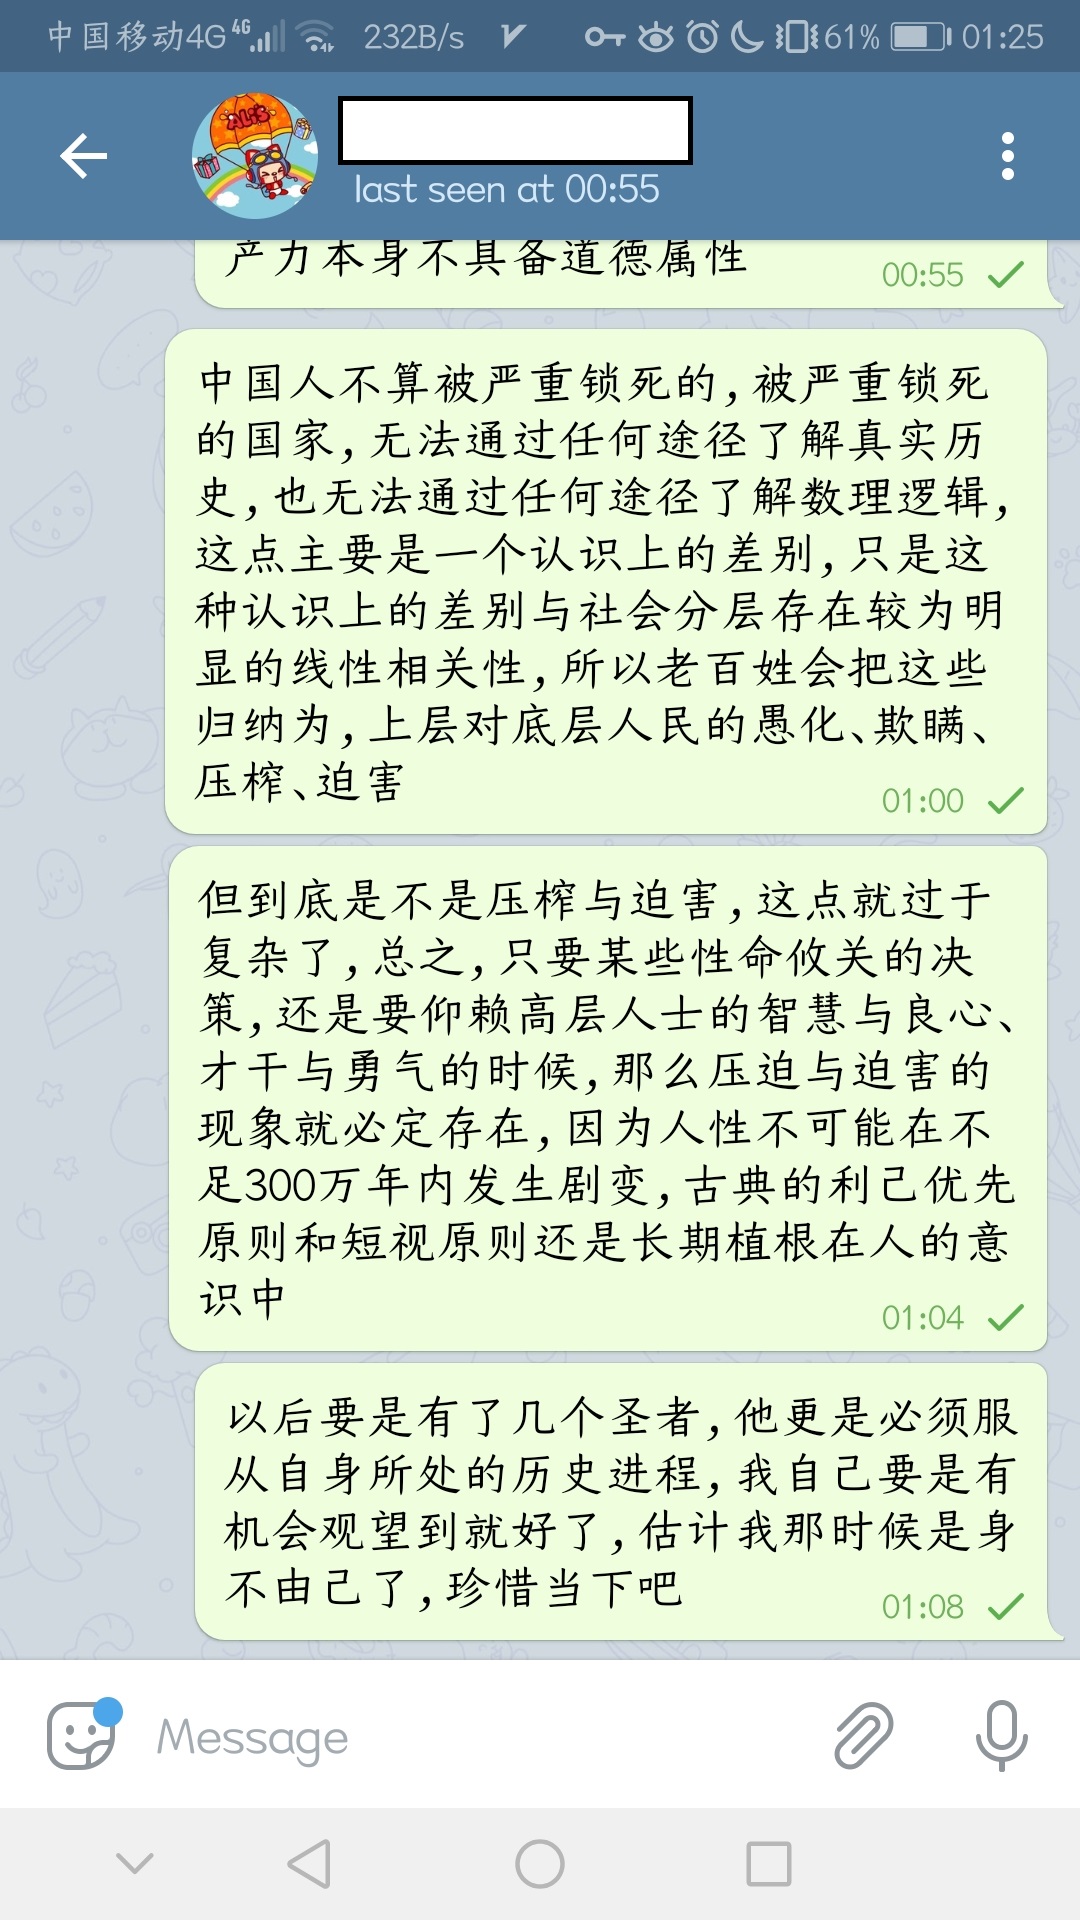 中国移动4G 4G 232B/s 61% 01:25
ALi'S
last seen at 00:55
产力本身不具备道德属性
00:55
中国人不算被严重锁死的,被严重锁死
的国家,无法通过任何途径了解真实历
史,也无法通过任何途径了解数理逻辑,
这点主要是一个认识上的差别,只是这
种认识上的差别与社会分层存在较为明
显的线性相关性,所以老百姓会把这些
归纳为,上层对底层人民的愚化、欺瞒、
压榨、迫害
01:00
但到底是不是压榨与迫害,这点就过于
复杂了,总之,只要某些性命攸关的决
策,还是要仰赖高层人士的智慧与良心、
才干与勇气的时候,那么压迫与迫害的
现象就必定存在,因为人性不可能在不
足300万年内发生剧变,古典的利己优先
原则和短视原则还是长期植根在人的意
识中
01:04
以后要是有了几个圣者,他更是必须服
从自身所处的历史进程,我自己要是有
机会观望到就好了,估计我那时候是身
不由己了,珍惜当下吧
01:08
Message